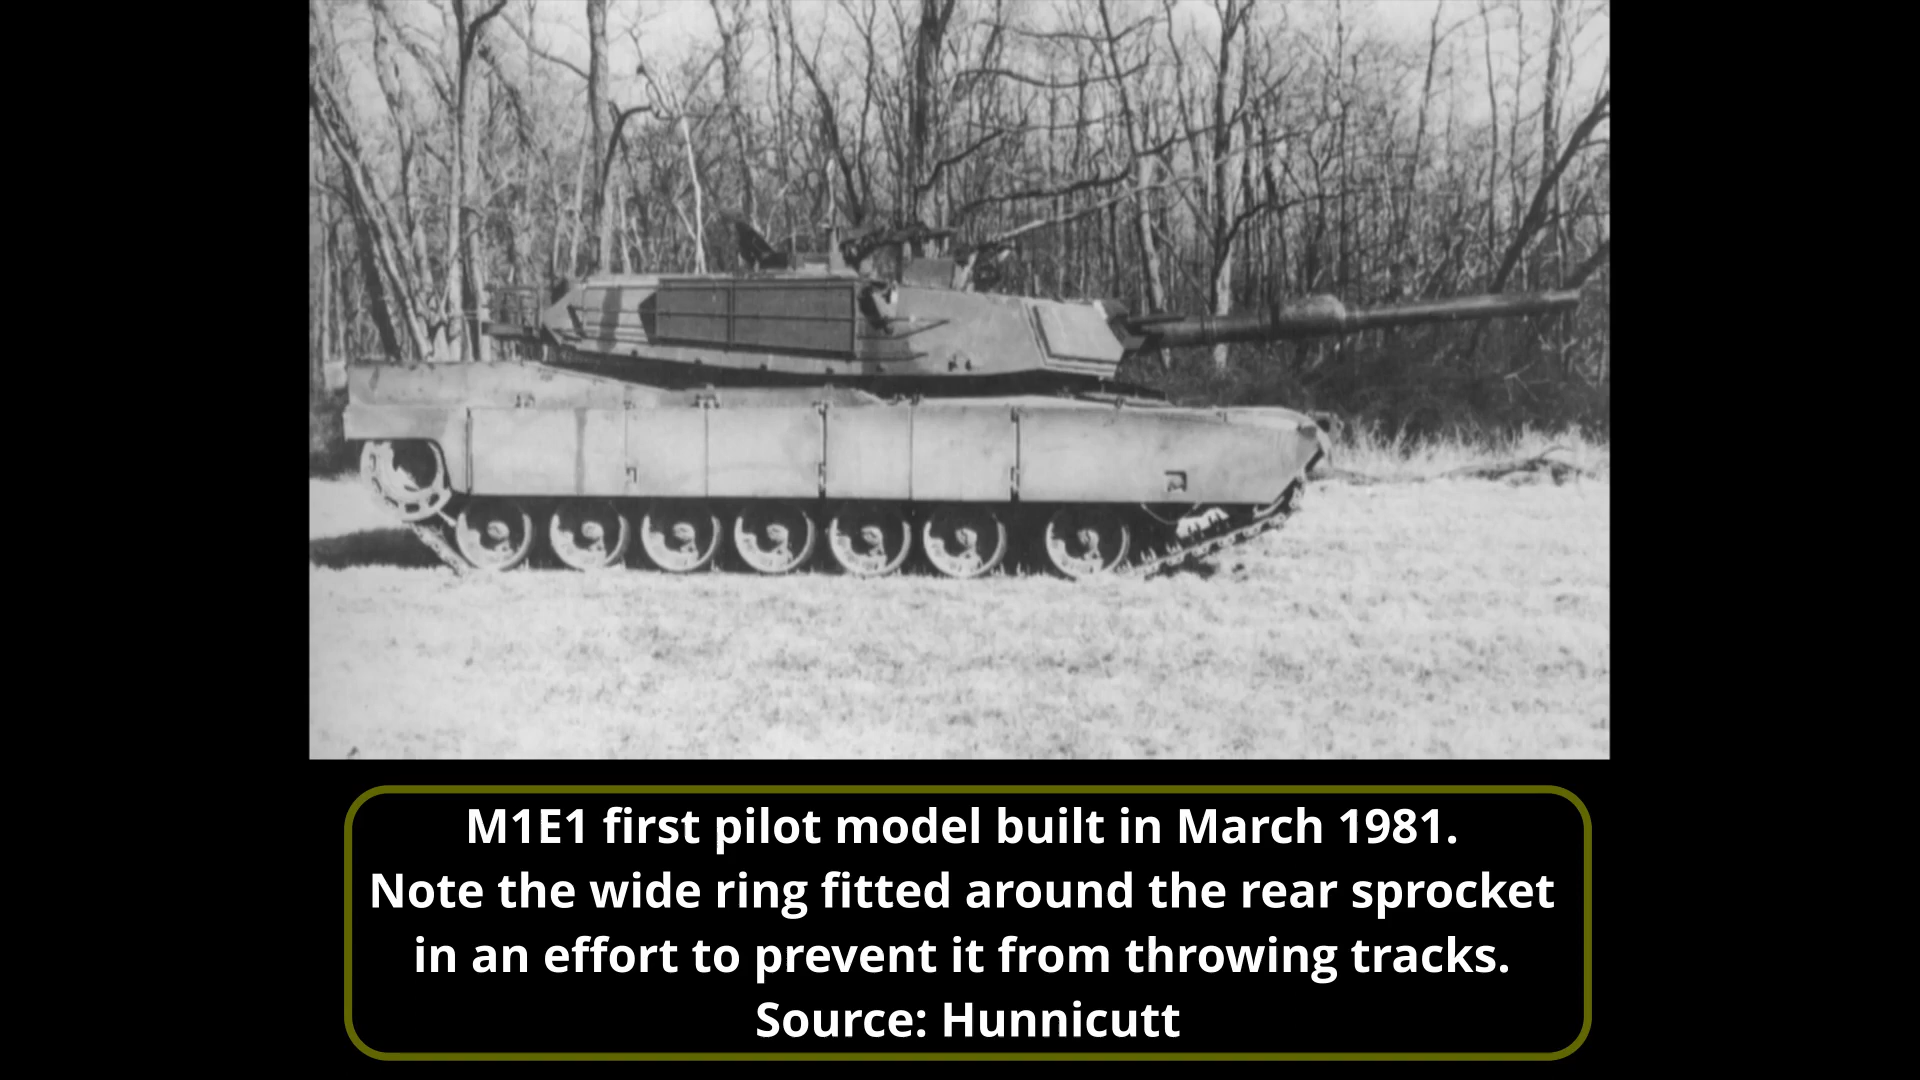 M1E1 first pilot model built in March 1981.
Note the wide ring fitted around the rear sprocket
in an effort to prevent it from throwing tracks.
Source: Hunnicutt